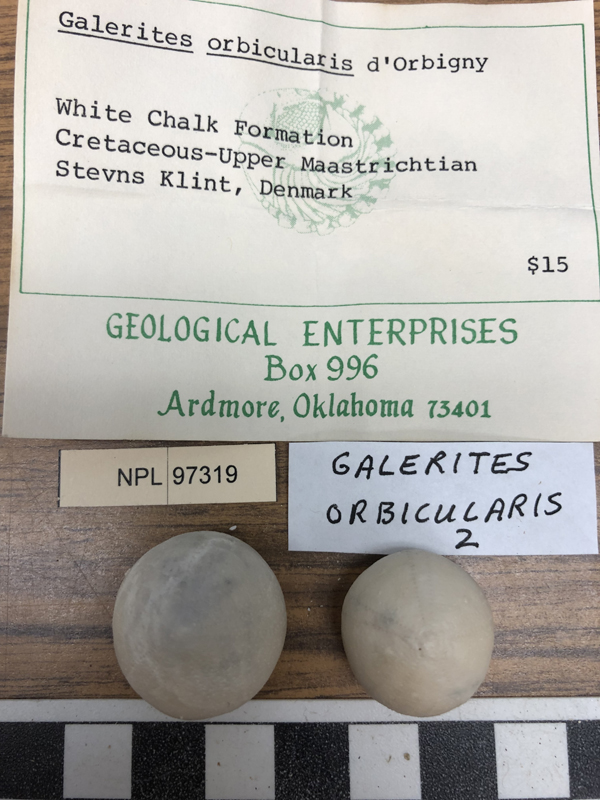 Galerites orbicularis d'Orbigny
White Chalk Formation
Cretaceous-Upper Maastrichtian
Stevns Klint, Denmark
$15
GEOLOGICAL ENTERPRISES
Box 996
Ardmore, Oklahoma 73401
NPL 97319
GALERITES
ORBICULARIS
2